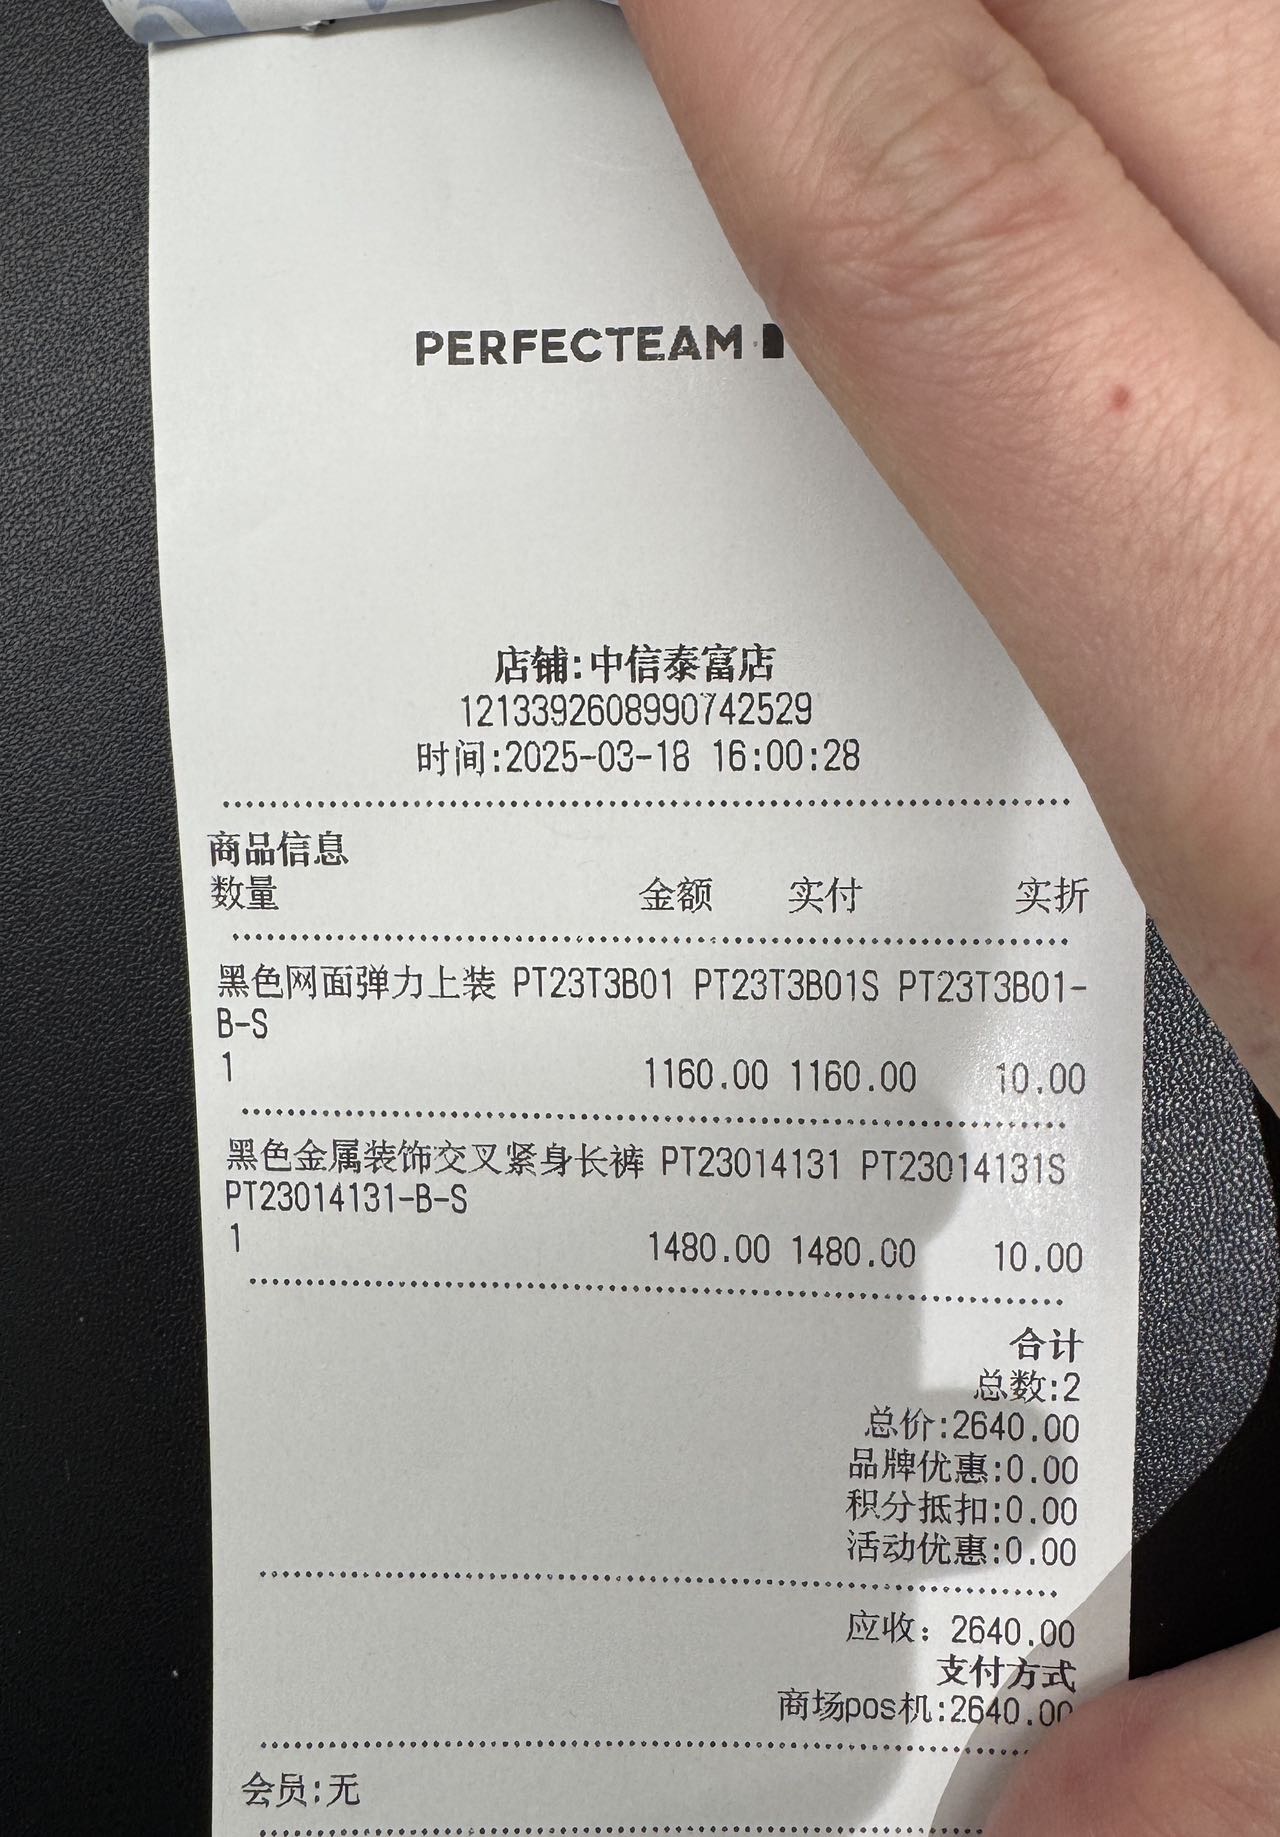 PERFECTEAM
店铺:中信泰富店
1213392608990742529
时间:2025-03-18 16:00:28
商品信息
数量 金额 实付 实折
黑色网面弹力上装 PT23T3B01 PT23T3B01S PT23T3B01-
B-S
1 1160.00 1160.00 10.00
黑色金属装饰交叉紧身长裤 PT23014131 PT23014131S
PT23014131-B-S
1 1480.00 1480.00 10.00
合计
总数:2
总价:2640.00
品牌优惠:0.00
积分抵扣:0.00
活动优惠:0.00
应收: 2640.00
支付方式
商场pos机:2640.00
会员:无